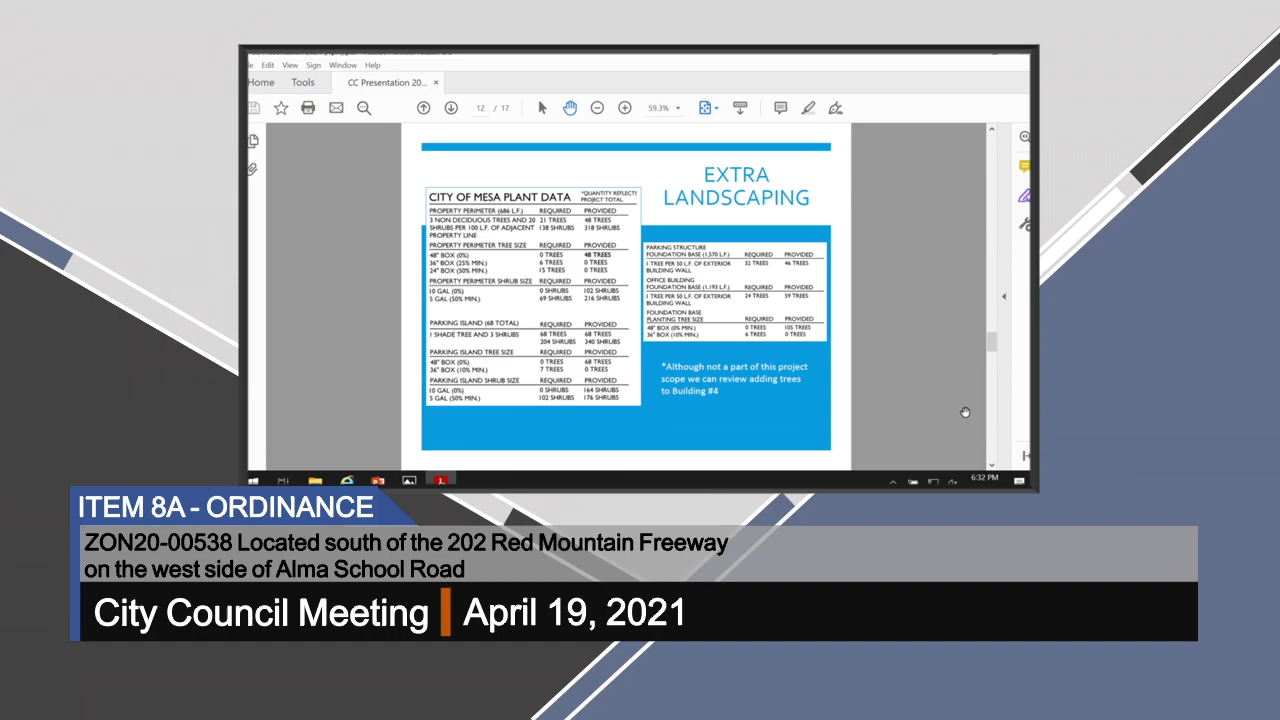 Edit View Sign Window Help
Home Tools CC Presentation 20... ×
12 / 17 59.3%
EXTRA
LANDSCAPING
CITY OF MESA PLANT DATA *QUANTITY REFLECTS
PROJECT TOTAL
PROPERTY PERIMETER (686 L.F.) REQUIRED PROVIDED
3 NON DECIDUOUS TREES AND 20 21 TREES 48 TREES
SHRUBS PER 100 L.F. OF ADJACENT 138 SHRUBS 318 SHRUBS
PROPERTY LINE
PROPERTY PERIMETER TREE SIZE REQUIRED PROVIDED
48" BOX (0%) 0 TREES 48 TREES
36" BOX (25% MIN.) 6 TREES 0 TREES
24" BOX (50% MIN.) 15 TREES 0 TREES
PROPERTY PERIMETER SHRUB SIZE REQUIRED PROVIDED
10 GAL (0%) 0 SHRUBS 102 SHRUBS
5 GAL (50% MIN.) 69 SHRUBS 216 SHRUBS
PARKING ISLAND (68 TOTAL) REQUIRED PROVIDED
1 SHADE TREE AND 3 SHRUBS 68 TREES 68 TREES
204 SHRUBS 340 SHRUBS
PARKING ISLAND TREE SIZE REQUIRED PROVIDED
48" BOX (0%) 0 TREES 68 TREES
36" BOX (10% MIN.) 7 TREES 0 TREES
PARKING ISLAND SHRUB SIZE REQUIRED PROVIDED
10 GAL (0%) 0 SHRUBS 164 SHRUBS
5 GAL (50% MIN.) 102 SHRUBS 176 SHRUBS
PARKING STRUCTURE
FOUNDATION BASE (1,570 L.F.) REQUIRED PROVIDED
1 TREE PER 50 L.F. OF EXTERIOR 32 TREES 46 TREES
BUILDING WALL
OFFICE BUILDING
FOUNDATION BASE (1,193 L.F.) REQUIRED PROVIDED
1 TREE PER 50 L.F. OF EXTERIOR 24 TREES 59 TREES
BUILDING WALL
FOUNDATION BASE
PLANTING TREE SIZE REQUIRED PROVIDED
48" BOX (0% MIN.) 0 TREES 105 TREES
36" BOX (10% MIN.) 6 TREES 0 TREES
*Although not a part of this project
scope we can review adding trees
to Building #4
6:32 PM
ITEM 8A - ORDINANCE
ZON20-00538 Located south of the 202 Red Mountain Freeway
on the west side of Alma School Road
City Council Meeting April 19, 2021